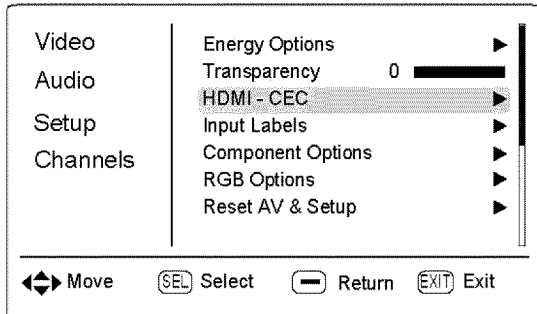 Video
Audio
Setup
Channels
Energy Options
Transparency 0
HDMI - CEC
Input Labels
Component Options
RGB Options
Reset AV & Setup
Move SEL Select Return EXIT Exit